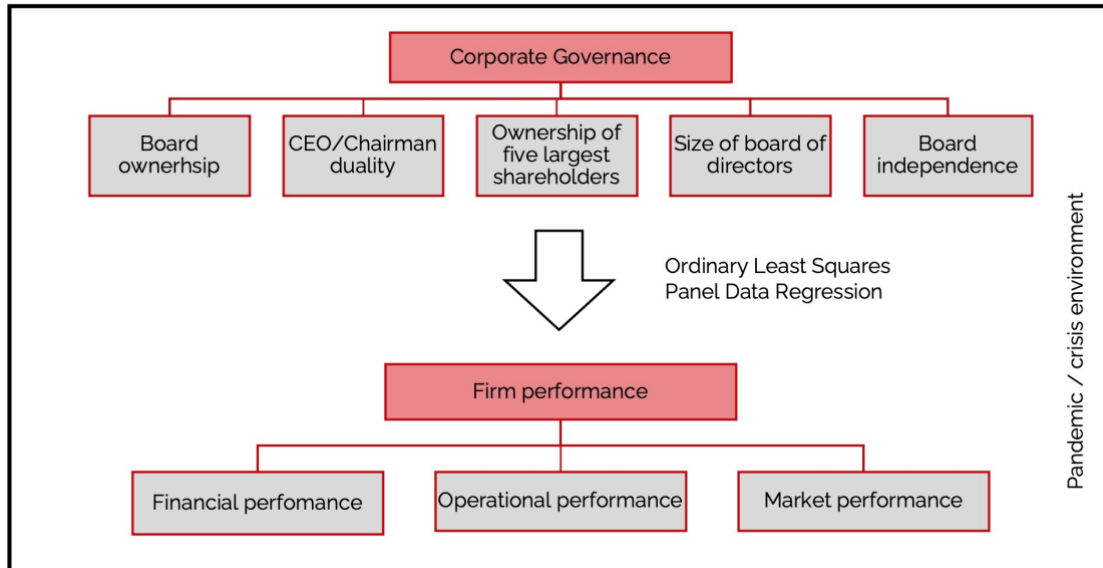 Corporate Governance
Board
ownerhsip
CEO/Chairman
duality
Ownership of
five largest
shareholders
Size of board of
directors
Board
independence
Ordinary Least Squares
Panel Data Regression
Pandemic / crisis environment
Firm performance
Financial perfomance
Operational performance
Market performance